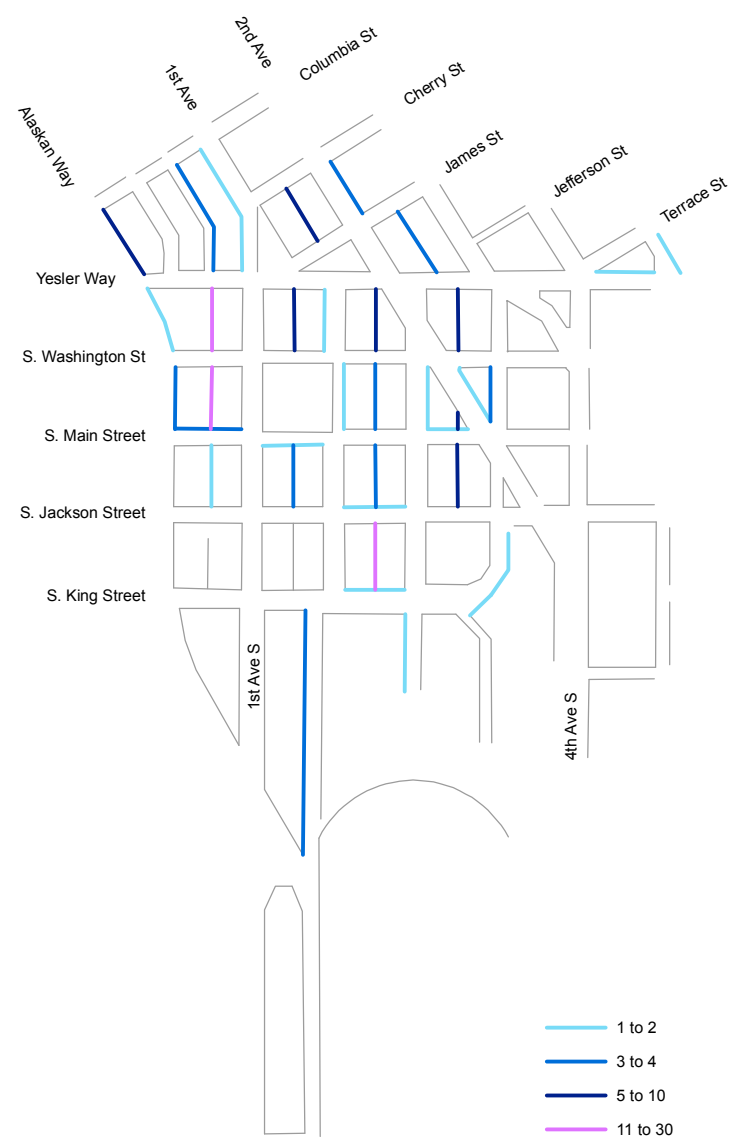 2nd Ave
Columbia St
1st Ave
Cherry St
Alaskan Way
James St
Jefferson St
Terrace St
Yesler Way
S. Washington St
S. Main Street
S. Jackson Street
S. King Street
1st Ave S
4th Ave S
1 to 2
3 to 4
5 to 10
11 to 30